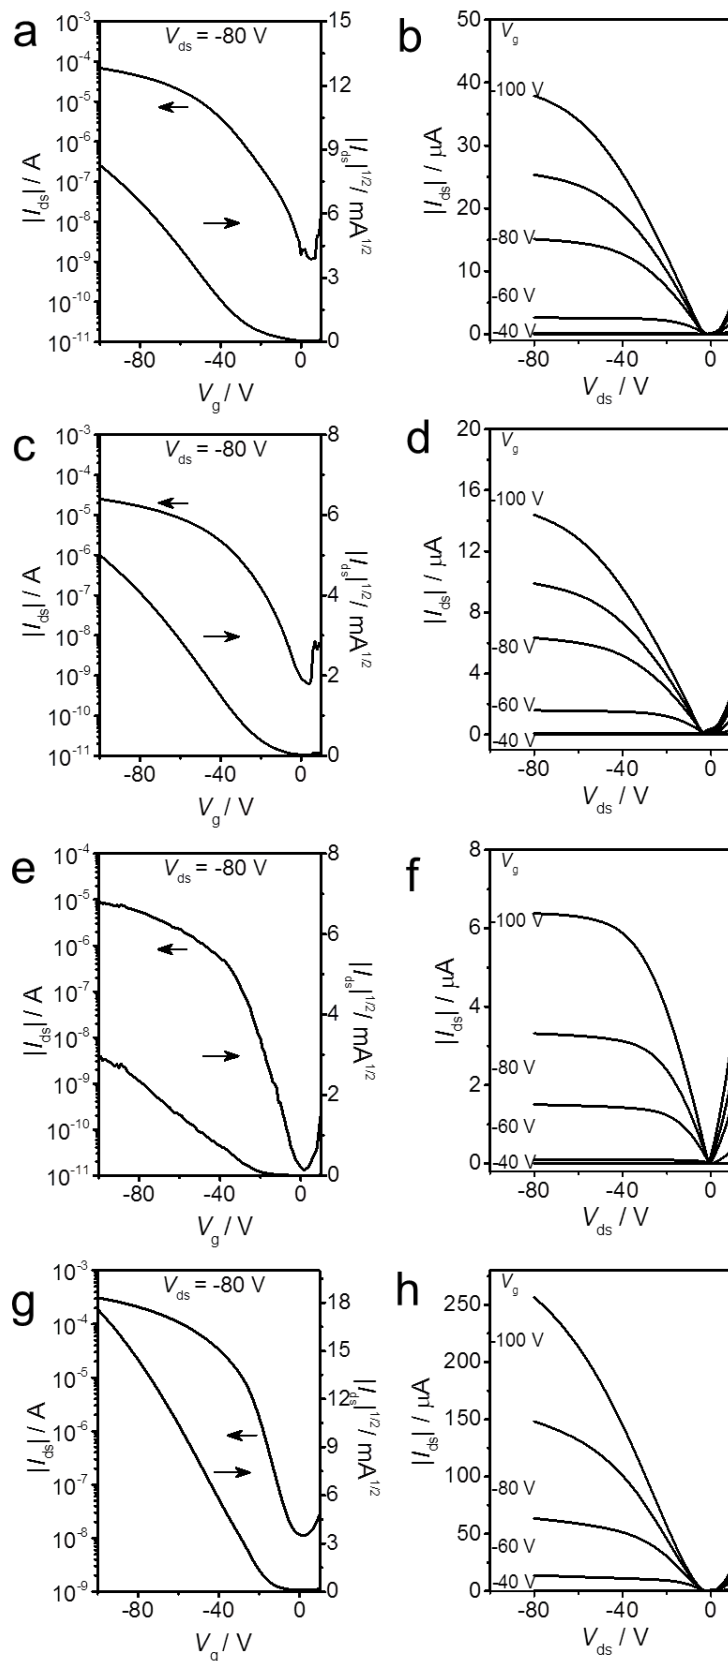 a
V_ds = -80 V
10^-3
10^-4
10^-5
10^-6
10^-7
10^-8
10^-9
10^-10
10^-11
|I_ds| / A
15
12
9
6
3
0
|I_ds|^1/2 / mA^1/2
-80
-40
0
V_g / V
b
V_g
-100 V
-80 V
-60 V
-40 V
50
40
30
20
10
0
|I_ds| / μA
-80
-40
0
V_ds / V
c
V_ds = -80 V
10^-3
10^-4
10^-5
10^-6
10^-7
10^-8
10^-9
10^-10
10^-11
|I_ds| / A
8
6
4
2
0
|I_ds|^1/2 / mA^1/2
-80
-40
0
V_g / V
d
V_g
-100 V
-80 V
-60 V
-40 V
20
16
12
8
4
0
|I_ds| / μA
-80
-40
0
V_ds / V
e
V_ds = -80 V
10^-4
10^-5
10^-6
10^-7
10^-8
10^-9
10^-10
10^-11
|I_ds| / A
8
6
4
2
0
|I_ds|^1/2 / mA^1/2
-80
-40
0
V_g / V
f
V_g
-100 V
-80 V
-60 V
-40 V
8
6
4
2
0
|I_ds| / μA
-80
-40
0
V_ds / V
g
V_ds = -80 V
10^-3
10^-4
10^-5
10^-6
10^-7
10^-8
10^-9
|I_ds| / A
18
15
12
9
6
3
0
|I_ds|^1/2 / mA^1/2
-80
-40
0
V_g / V
h
V_g
-100 V
-80 V
-60 V
-40 V
250
200
150
100
50
0
|I_ds| / μA
-80
-40
0
V_ds / V